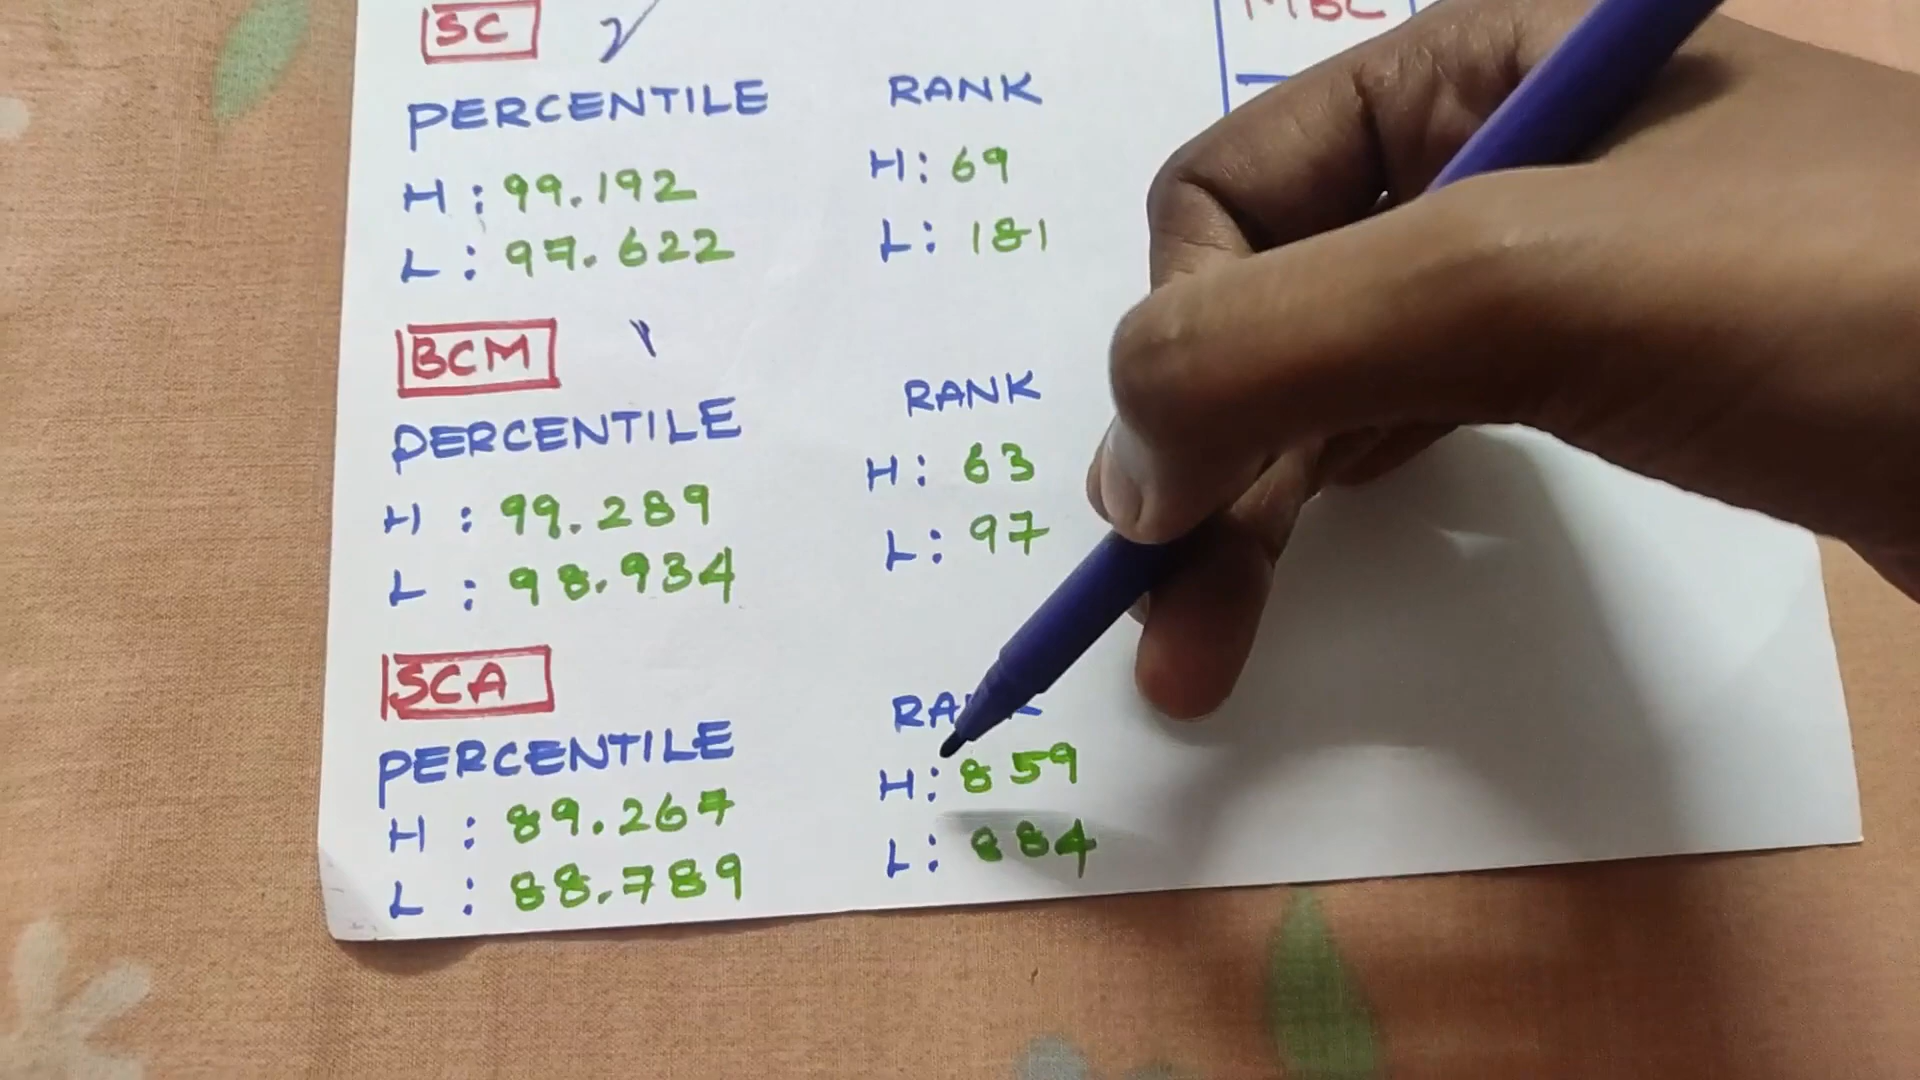 SC
PERCENTILE RANK
H : 99.192 H: 69
L : 97.622 L: 181
BCM
PERCENTILE RANK
H : 99.289 H: 63
L : 98.934 L: 97
SCA
PERCENTILE
H : 89.267 H: 859
L : 88.789 L: 884
MBC